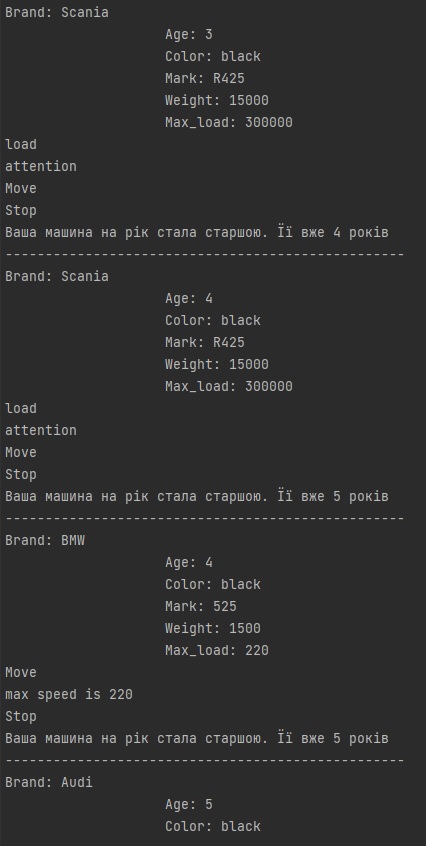 Brand: Scania
Age: 3
Color: black
Mark: R425
Weight: 15000
Max_load: 300000
load
attention
Move
Stop
Ваша машина на рік стала старшою. Її вже 4 років
--------------------------------------------------
Brand: Scania
Age: 4
Color: black
Mark: R425
Weight: 15000
Max_load: 300000
load
attention
Move
Stop
Ваша машина на рік стала старшою. Її вже 5 років
--------------------------------------------------
Brand: BMW
Age: 4
Color: black
Mark: 525
Weight: 1500
Max_load: 220
Move
max speed is 220
Stop
Ваша машина на рік стала старшою. Її вже 5 років
--------------------------------------------------
Brand: Audi
Age: 5
Color: black